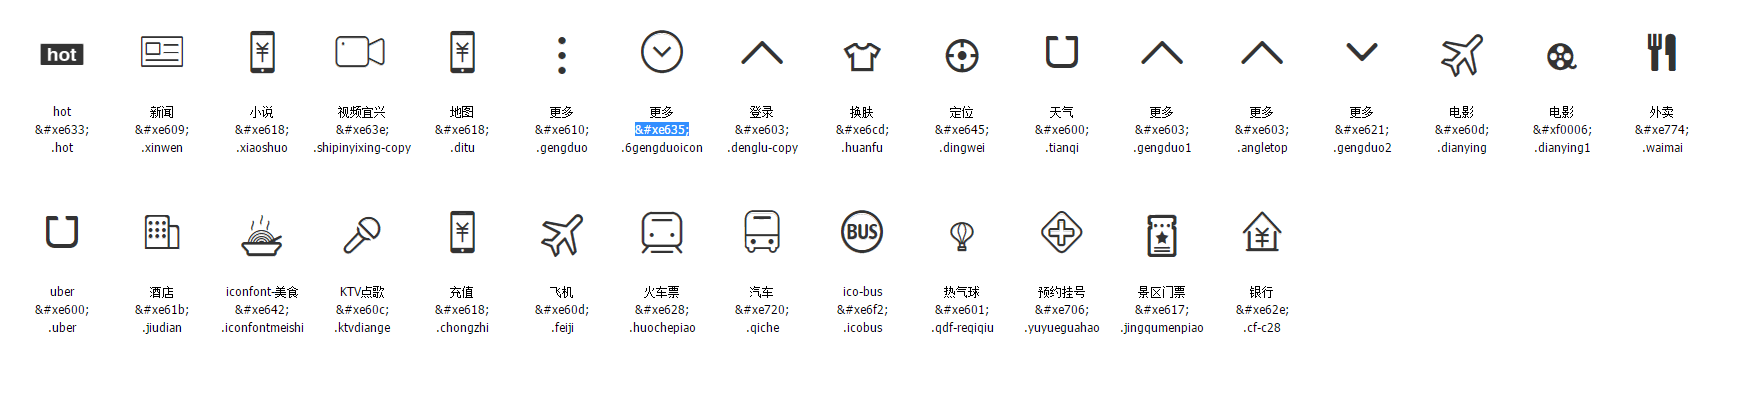 hot
BUS
hot 新闻 小说 视频宜兴 地图 更多 更多 登录 换肤 定位 天气 更多 更多 更多 电影 电影 外卖
&#xe633; &#xe609; &#xe618; &#xe63e; &#xe618; &#xe610; &#xe635; &#xe603; &#xe6cd; &#xe645; &#xe600; &#xe603; &#xe603; &#xe621; &#xe60d; &#xf0006; &#xe774;
.hot .xinwen .xiaoshuo .shipinyixing-copy .ditu .gengduo .6gengduoicon .denglu-copy .huanfu .dingwei .tianqi .gengduo1 .angletop .gengduo2 .dianying .dianying1 .waimai
uber 酒店 iconfont-美食 KTV点歌 充值 飞机 火车票 汽车 ico-bus 热气球 预约挂号 景区门票 银行
&#xe600; &#xe61b; &#xe642; &#xe60c; &#xe618; &#xe60d; &#xe628; &#xe720; &#xe6f2; &#xe601; &#xe706; &#xe617; &#xe62e;
.uber .jiudian .iconfontmeishi .ktvdiange .chongzhi .feiji .huochepiao .qiche .icobus .qdf-reqiqiu .yuyueguahao .jingqumenpiao .cf-c28